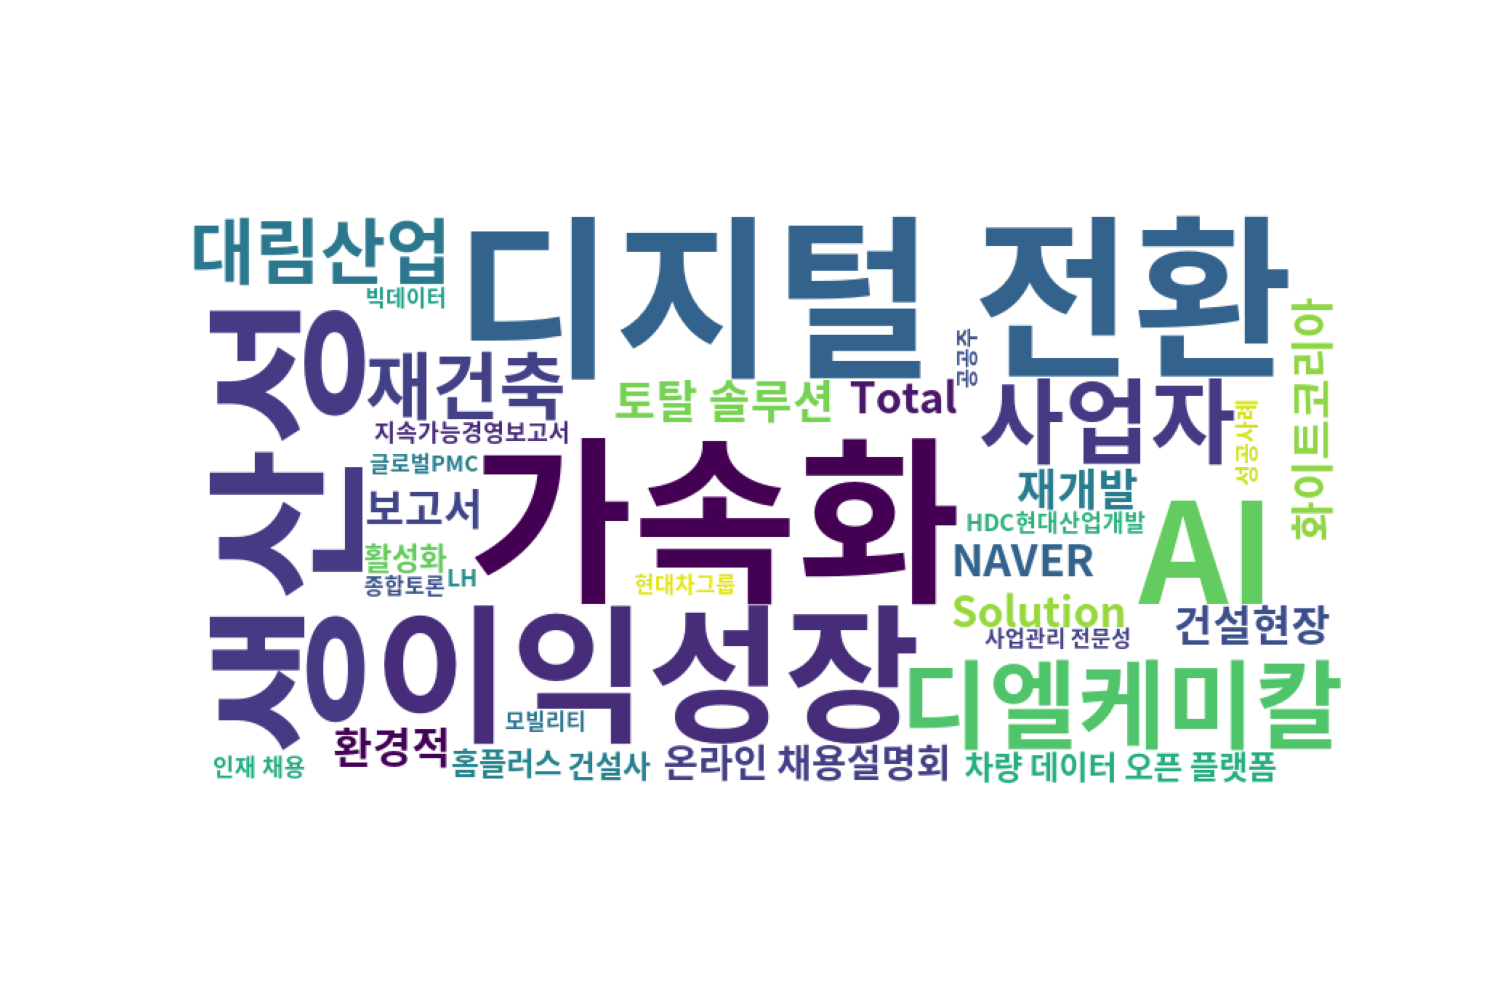 대림산업
디지털 전환
빅데이터
생산성
재건축
토탈 솔루션
Total
공공주
사업자
성공사례
화이트코리아
지속가능경영보고서
글로벌PMC
가속화
재개발
보고서
HDC현대산업개발
AI
활성화
NAVER
종합토론
LH
현대차그룹
Solution
건설현장
사업관리 전문성
이익성장
디엘케미칼
모빌리티
환경적
인재 채용
홈플러스
건설사
온라인 채용설명회
차량 데이터 오픈 플랫폼